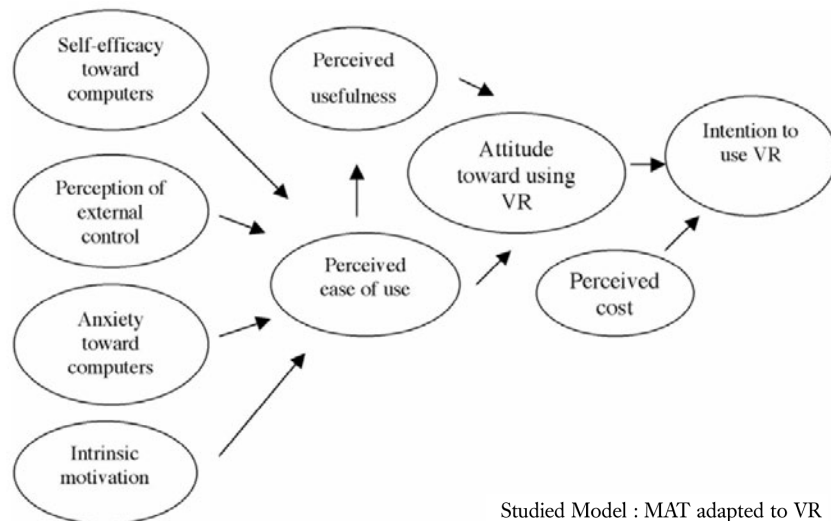 Self-efficacy
toward
computers
Perceived
usefulness
Intention to
use VR
Attitude
toward using
VR
Perception of
external
control
Perceived
ease of use
Perceived
cost
Anxiety
toward
computers
Intrinsic
motivation
Studied Model : MAT adapted to VR